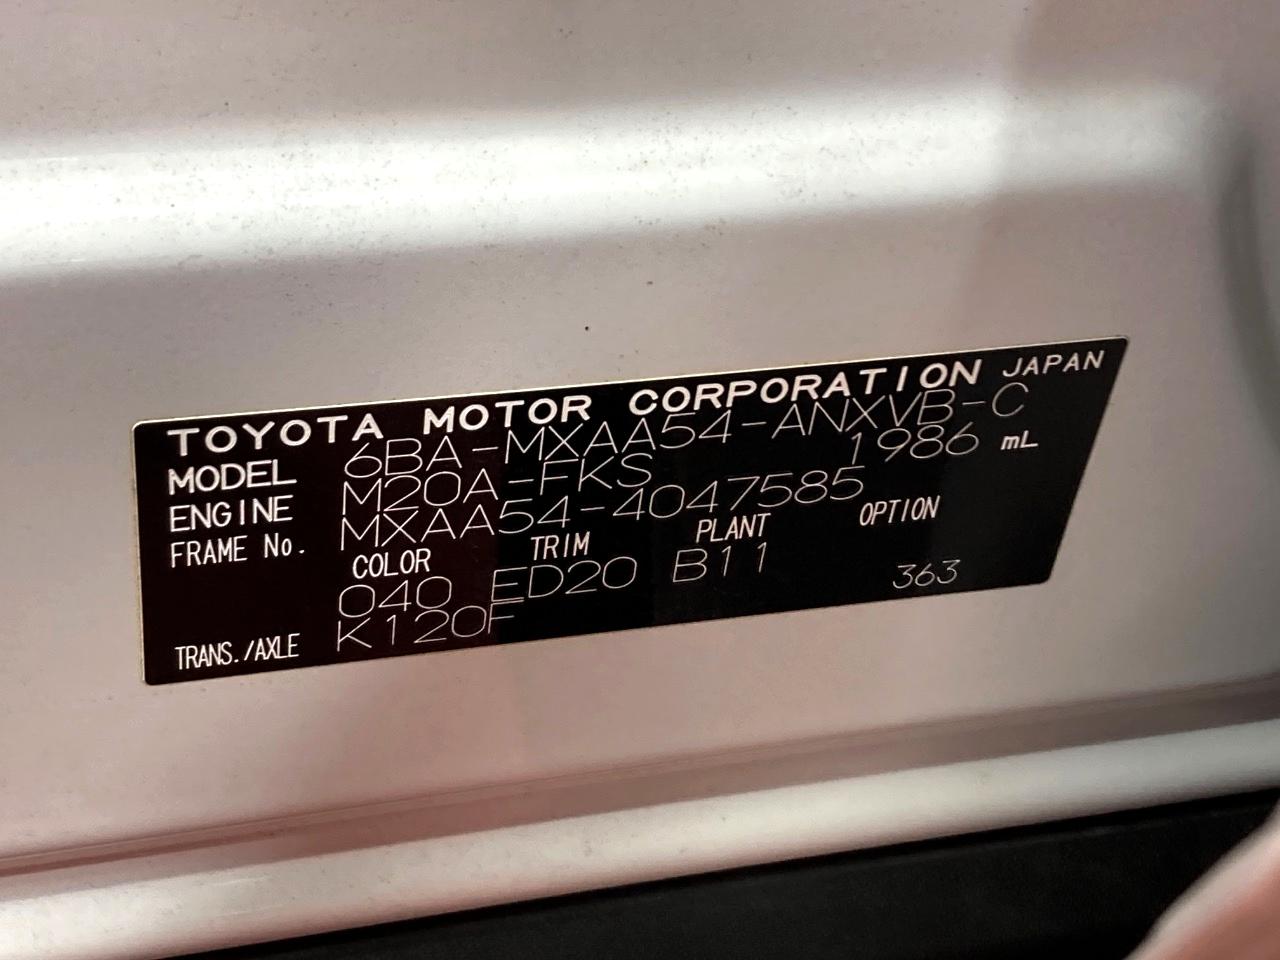 TOYOTA MOTOR CORPORATION JAPAN
MODEL 6BA-MXAA54-ANXVB-C
ENGINE M20A-FKS 1986 mL
FRAME No. MXAA54-4047585
COLOR TRIM PLANT OPTION
040 ED20 B11 363
TRANS./AXLE K120F